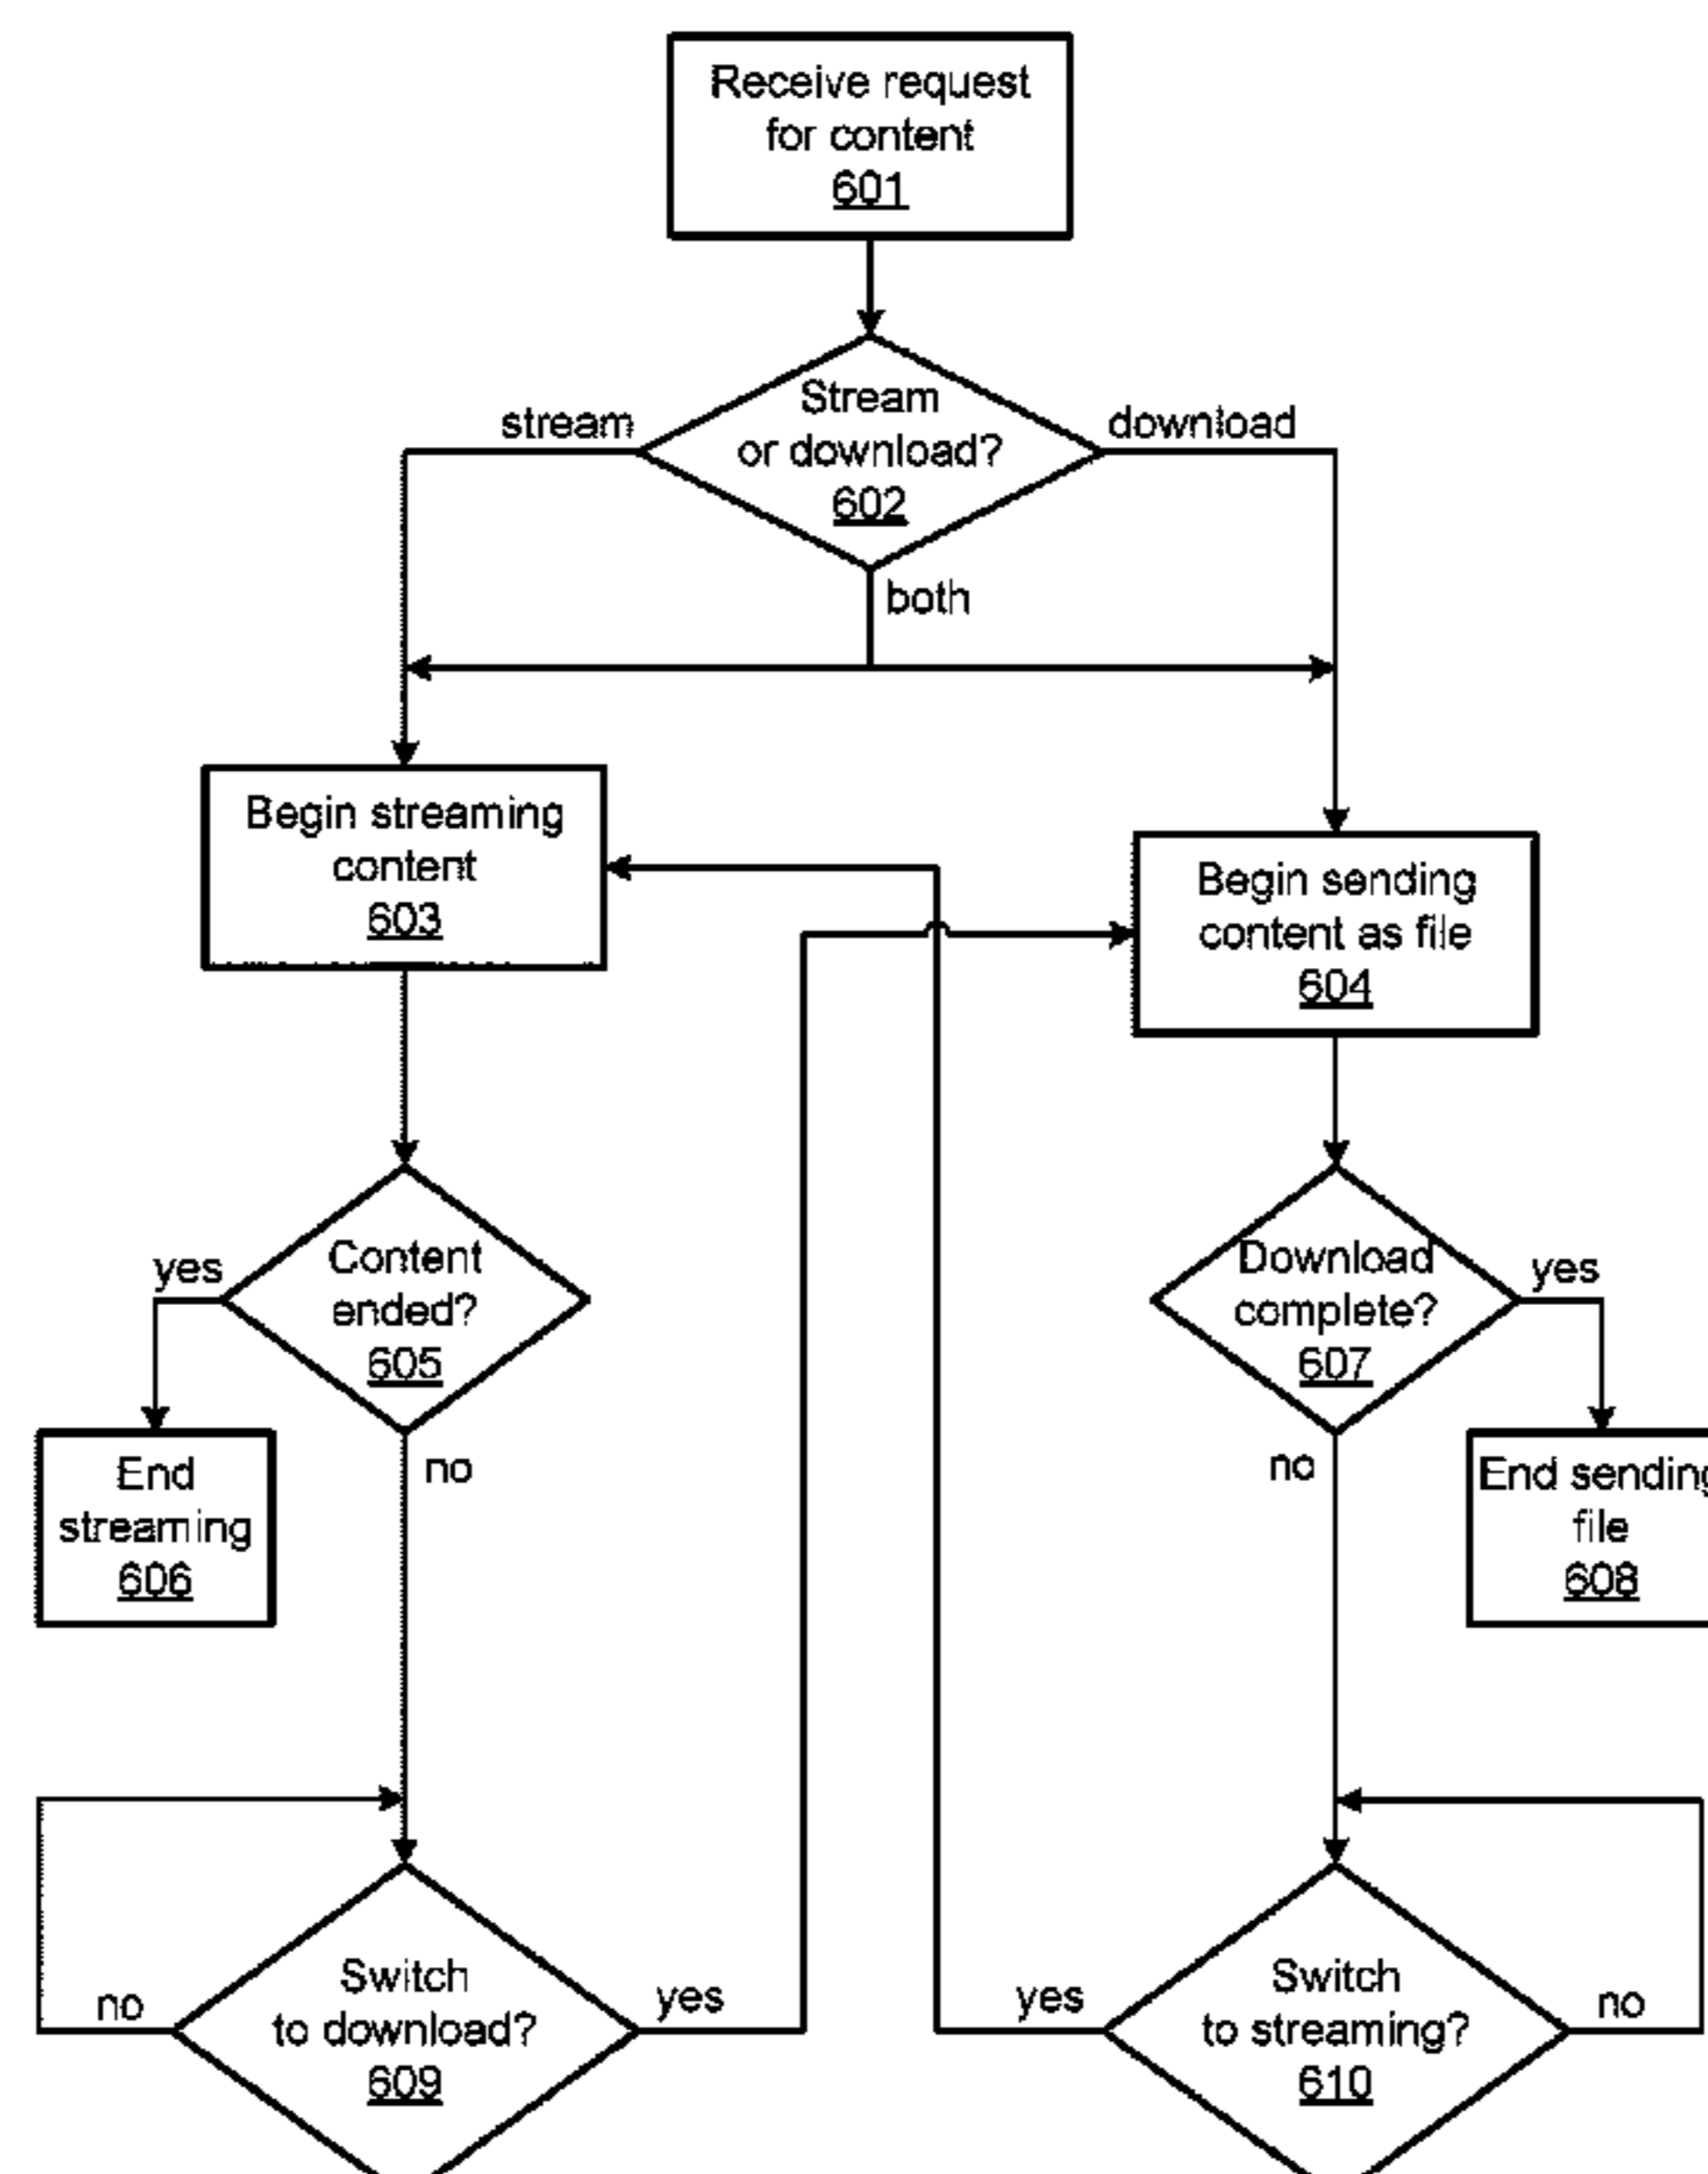 Receive request
for content
601
Stream
or download?
602
stream
download
both
Begin streaming
content
603
Begin sending
content as file
604
Content
ended?
605
yes
no
Download
complete?
607
yes
no
End
streaming
606
End sending
file
608
Switch
to download?
609
no
yes
Switch
to streaming?
610
yes
no